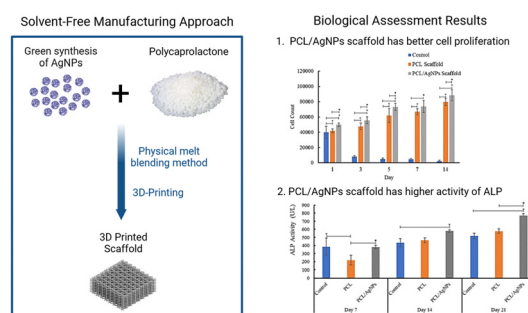 Solvent-Free Manufacturing Approach
Green synthesis
of AgNPs
Polycaprolactone
+
Physical melt
blending method
3D-Printing
3D Printed
Scaffold
Biological Assessment Results
1. PCL/AgNPs scaffold has better cell proliferation
Control
PCL Scaffold
PCL/AgNPs Scaffold
Cell Count
120000
100000
80000
60000
40000
20000
0
1 3 5 7 14
Day
2. PCL/AgNPs scaffold has higher activity of ALP
ALP Activity (UL)
900
800
700
600
500
400
300
200
100
0
Control PCL PCL/AgNPs Control PCL PCL/AgNPs Control PCL PCL/AgNPs
Day 7 Day 14 Day 21